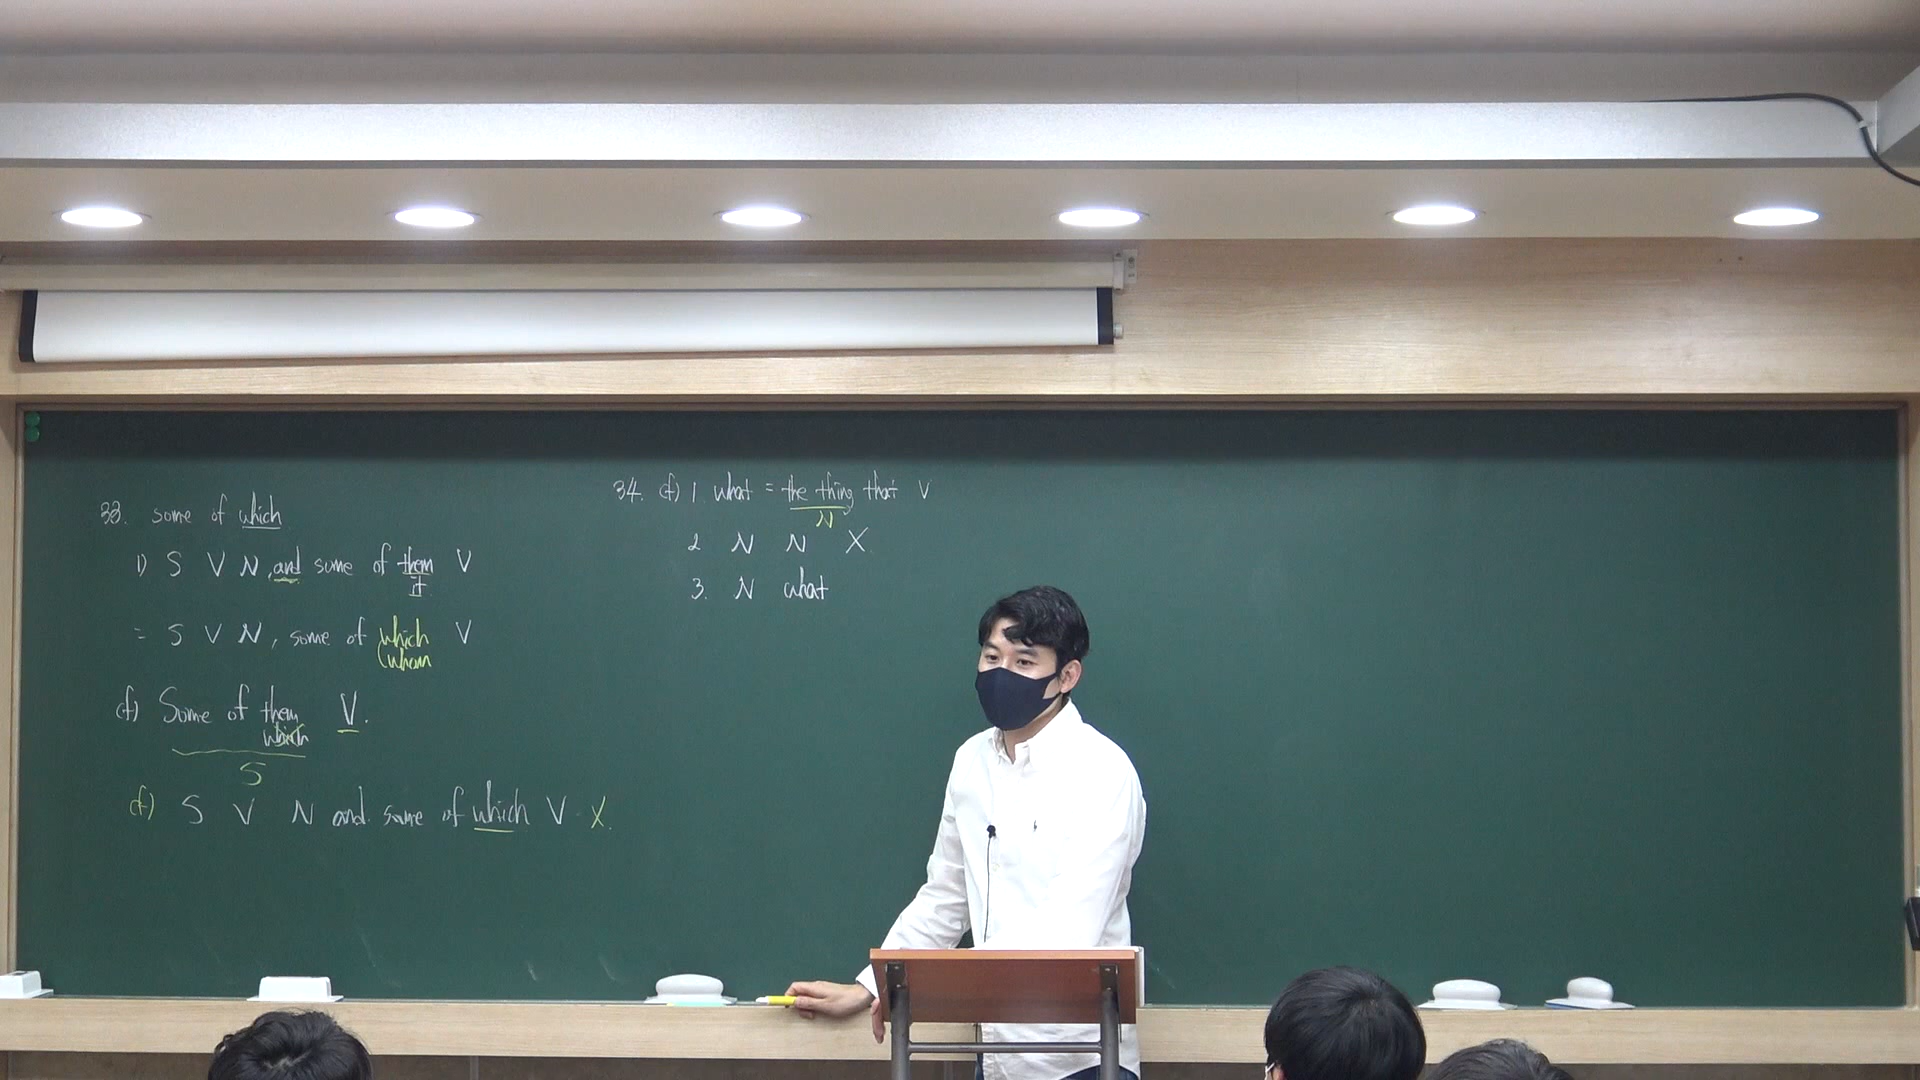 33. some of which
1) S V N, and some of them V
it
= S V N, some of which V
(whom
cf) Some of them V.
which
S
cf) S V N and some of which V X.
34. cf) 1. what = the thing that V
N
2 N N X
3. N what